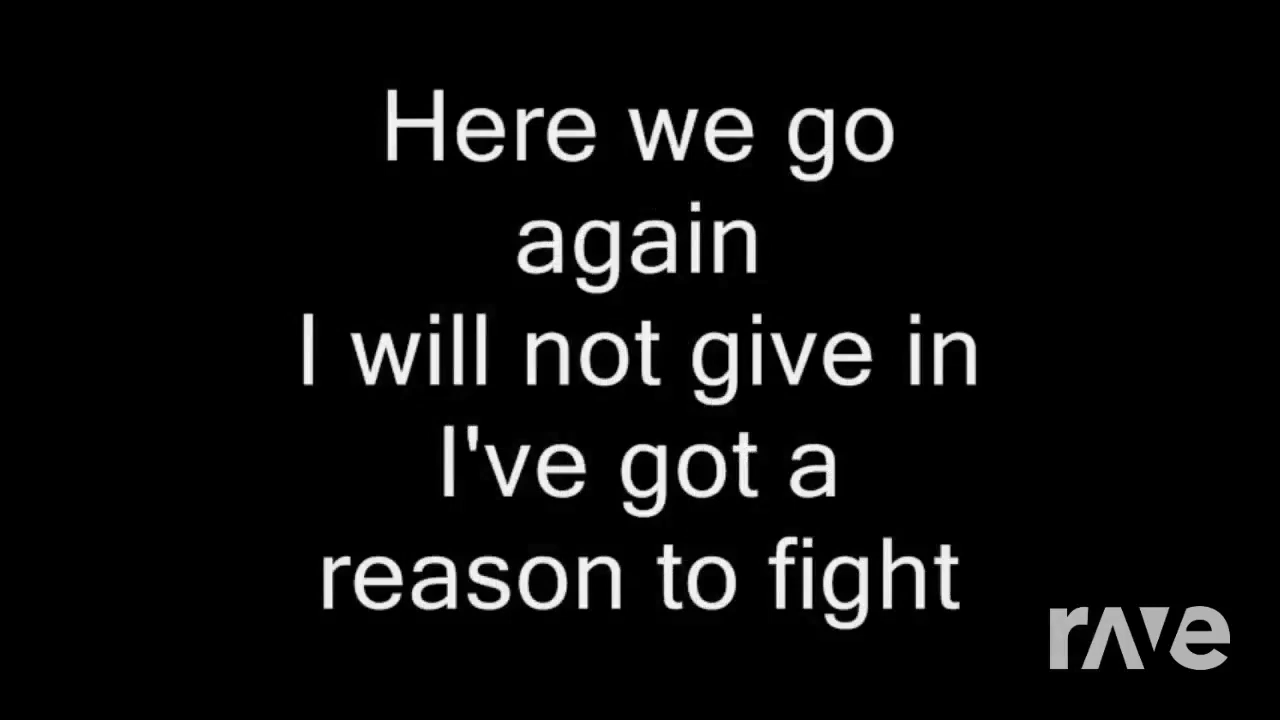 Here we go
again
I will not give in
I've got a
reason to fight
rave